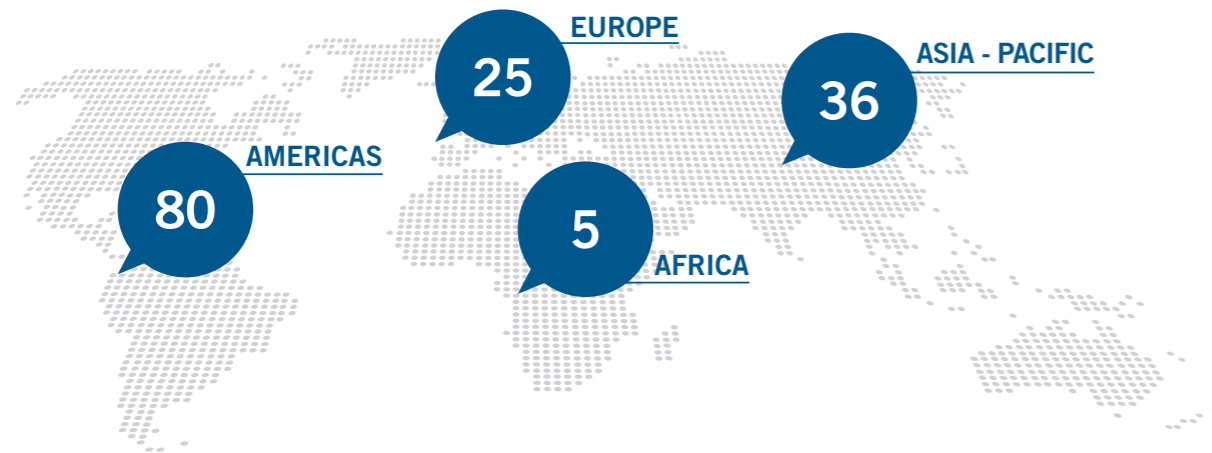 EUROPE
25
ASIA - PACIFIC
36
AMERICAS
80
5
AFRICA